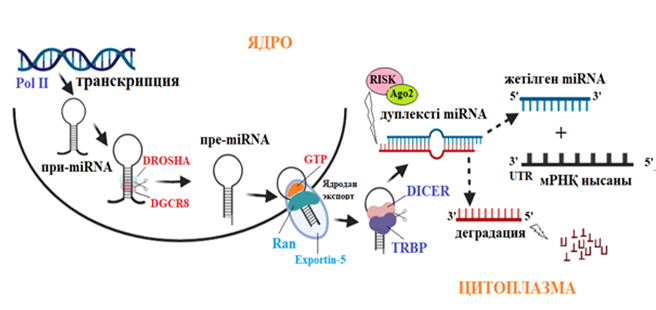 ЯДРО
Pol II
транскрипция
при-miRNA
DROSHA
DGCR8
пре-miRNA
GTP
Ядродан
экспорт
Ran
Exportin-5
DICER
TRBP
RISK
Ago2
дуплексті miRNA
жетілген miRNA
5' 3'
+
3' 5'
UTR мРНҚ нысаны
3' 5'
деградация
ЦИТОПЛАЗМА